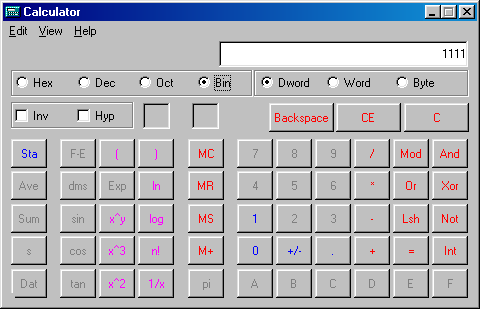 Calculator
Edit View Help
1111
Hex Dec Oct Bin Dword Word Byte
Inv Hyp Backspace CE C
Sta F-E ( ) MC 7 8 9 / Mod And
Ave dms Exp ln MR 4 5 6 * Or Xor
Sum sin x^y log MS 1 2 3 - Lsh Not
s cos x^3 n! M+ 0 +/- . + = Int
Dat tan x^2 1/x pi A B C D E F